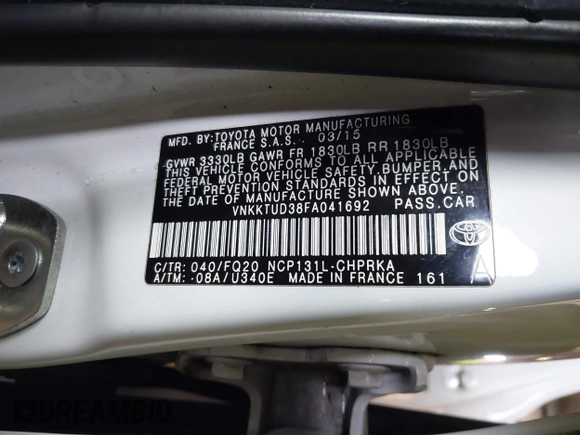 MFD. BY:TOYOTA MOTOR MANUFACTURING
FRANCE S.A.S. 03/15
GVWR 3330LB GAWR FR 1830LB RR 1830LB
THIS VEHICLE CONFORMS TO ALL APPLICABLE
FEDERAL MOTOR VEHICLE SAFETY,BUMPER,AND
THEFT PREVENTION STANDARDS IN EFFECT ON
THE DATE OF MANUFACTURE SHOWN ABOVE.
VNKKTUD38FA041692 PASS.CAR
C/TR: 040/FQ20 NCP131L-CHPRKA
A/TM: -08A/U340E MADE IN FRANCE 161
A
DREAMBID